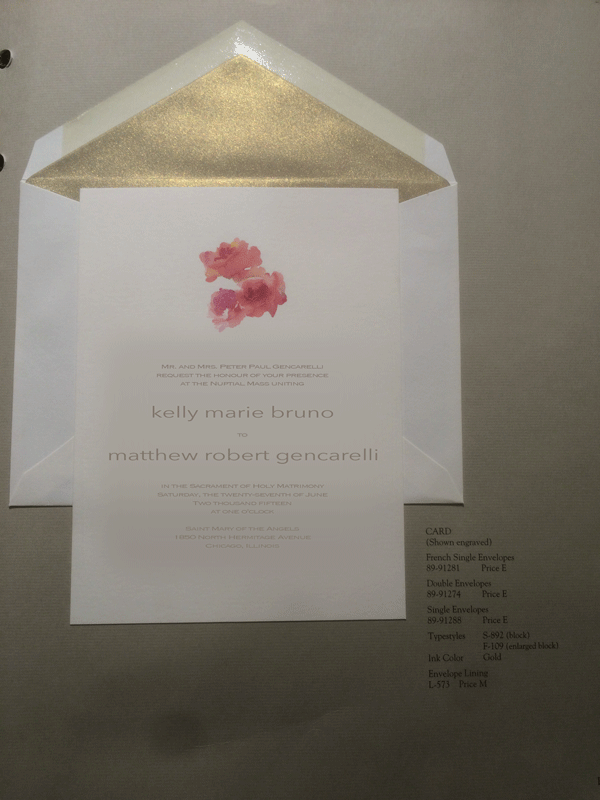 MR. AND MRS. PETER PAUL GENCARELLI
REQUEST THE HONOUR OF YOUR PRESENCE
AT THE NUPTIAL MASS UNITING
kelly marie bruno
TO
matthew robert gencarelli
IN THE SACRAMENT OF HOLY MATRIMONY
SATURDAY, THE TWENTY-SEVENTH OF JUNE
TWO THOUSAND FIFTEEN
AT ONE O'CLOCK
SAINT MARY OF THE ANGELS
1850 NORTH HERMITAGE AVENUE
CHICAGO, ILLINOIS
CARD
(Shown engraved)
French Single Envelopes
89-91281 Price E
Double Envelopes
89-91274 Price E
Single Envelopes
89-91288 Price E
Typestyles S-892 (block)
F-109 (enlarged block)
Ink Color Gold
Envelope Lining
L-573 Price M